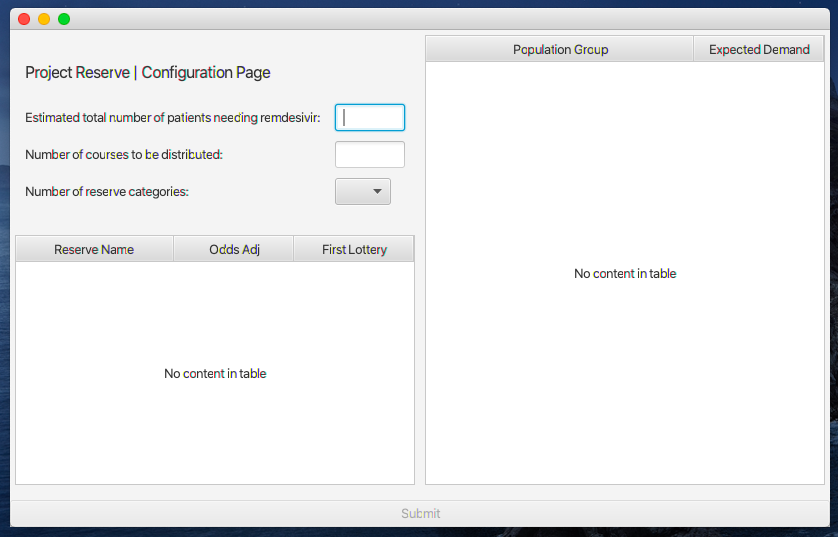 Project Reserve | Configuration Page
Estimated total number of patients needing remdesivir:
Number of courses to be distributed:
Number of reserve categories:
Reserve Name Odds Adj First Lottery
No content in table
Population Group Expected Demand
No content in table
Submit